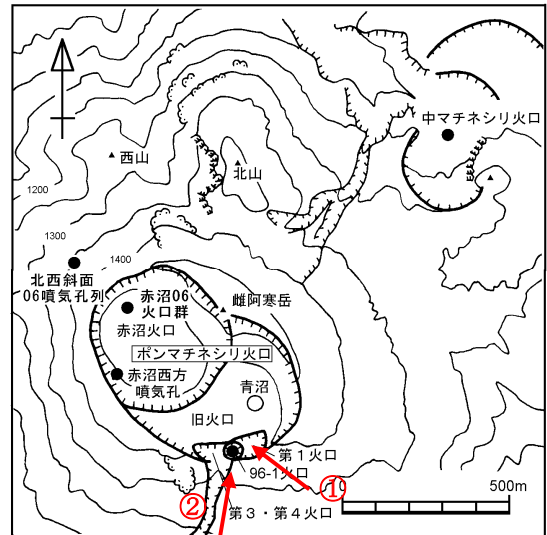 中マチネシリ火口
西山
北山
1200
1300
1400
北西斜面
06噴気孔列
赤沼06
火口群
赤沼火口
雌阿寒岳
ポンマチネシリ火口
赤沼西方
噴気孔
青沼
旧火口
第1火口
96-1火口
①
0
500m
②
第3・第4火口